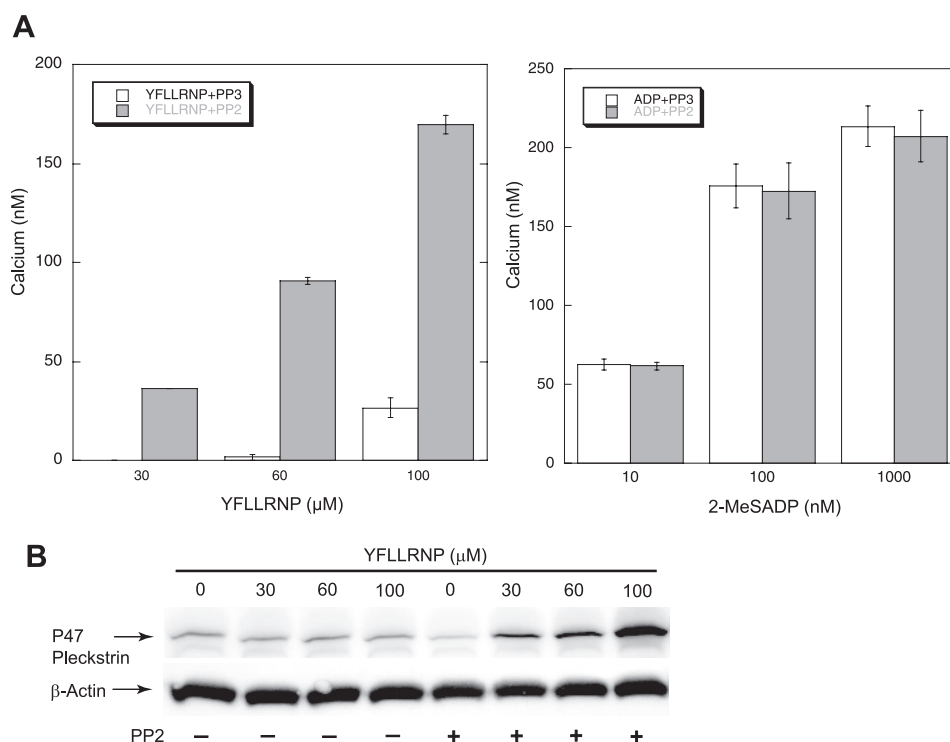 A
200
150
100
50
0
YFLLRNP+PP3
YFLLRNP+PP2
Calcium (nM)
30 60 100
YFLLRNP (μM)
250
200
150
100
50
0
ADP+PP3
ADP+PP2
Calcium (nM)
10 100 1000
2-MeSADP (nM)
B
YFLLRNP (μM)
0 30 60 100 0 30 60 100
P47
Pleckstrin
β-Actin
PP2 – – – – + + + +